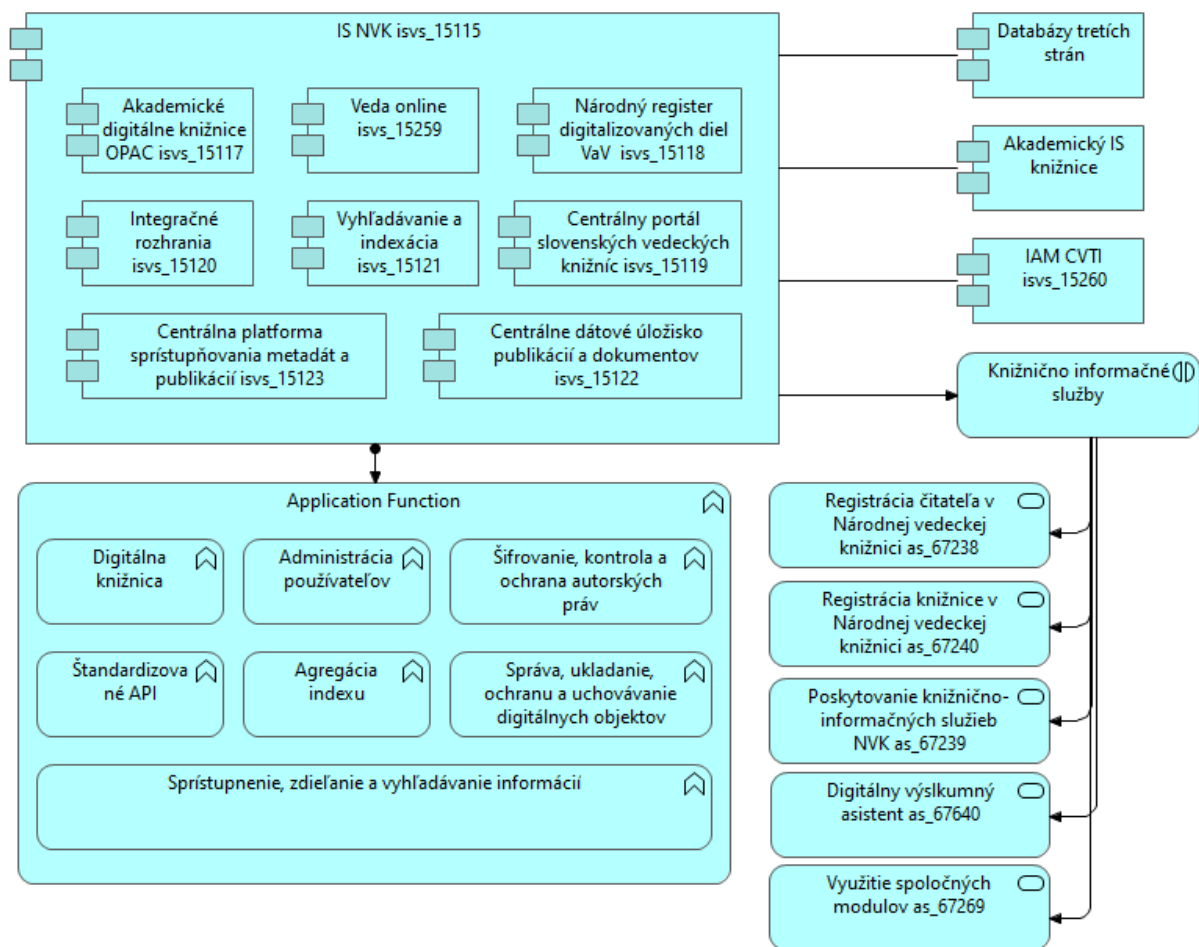 IS NVK isvs_15115
Akademické
digitálne knižnice
OPAC isvs_15117
Veda online
isvs_15259
Národný register
digitalizovaných diel
VaV  isvs_15118
Integračné
rozhrania
isvs_15120
Vyhľadávanie a
indexácia
isvs_15121
Centrálny portál
slovenských vedeckých
knižníc isvs_15119
Centrálna platforma
sprístupňovania metadát a
publikácií isvs_15123
Centrálne dátové úložisko
publikácií a dokumentov
isvs_15122
Databázy tretích
strán
Akademický IS
knižnice
IAM CVTI
isvs_15260
Knižnično informačné
služby
Application Function
Digitálna
knižnica
Administrácia
používateľov
Šifrovanie, kontrola a
ochrana autorských
práv
Štandardizova
né API
Agregácia
indexu
Správa, ukladanie,
ochranu a uchovávanie
digitálnych objektov
Sprístupnenie, zdieľanie a vyhľadávanie informácií
Registrácia čitateľa v
Národnej vedeckej
knižnici as_67238
Registrácia knižnice v
Národnej vedeckej
knižnici as_67240
Poskytovanie knižnično-
informačných služieb
NVK as_67239
Digitálny výslkumný
asistent as_67640
Využitie spoločných
modulov as_67269